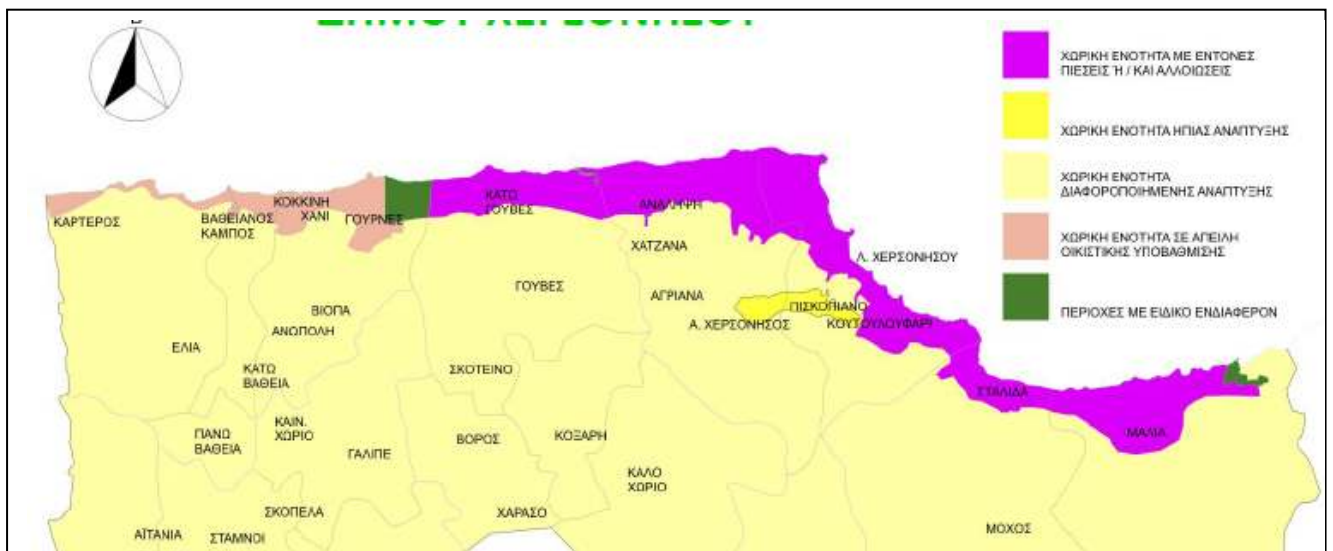 ΔΗΜΟΥ ΧΕΡΣΟΝΗΣΟΥ
ΧΩΡΙΚΗ ΕΝΟΤΗΤΑ ΜΕ ΕΝΤΟΝΕΣ
ΠΙΕΣΕΙΣ Ή / ΚΑΙ ΑΛΛΟΙΩΣΕΙΣ
ΧΩΡΙΚΗ ΕΝΟΤΗΤΑ ΗΠΙΑΣ ΑΝΑΠΤΥΞΗΣ
ΧΩΡΙΚΗ ΕΝΟΤΗΤΑ
ΔΙΑΦΟΡΟΠΟΙΗΜΕΝΗΣ ΑΝΑΠΤΥΞΗΣ
ΧΩΡΙΚΗ ΕΝΟΤΗΤΑ ΣΕ ΑΠΕΙΛΗ
ΟΙΚΙΣΤΙΚΗΣ ΥΠΟΒΑΘΜΙΣΗΣ
ΠΕΡΙΟΧΕΣ ΜΕ ΕΙΔΙΚΟ ΕΝΔΙΑΦΕΡΟΝ
ΚΑΡΤΕΡΟΣ
ΒΑΘΕΙΑΝΟΣ
ΚΑΜΠΟΣ
ΚΟΚΚΙΝΗ
ΧΑΝΙ
ΓΟΥΡΝΕΣ
ΚΑΤΩ
ΓΟΥΒΕΣ
ΑΝΑΛΗΨΗ
ΧΑΤΖΑΝΑ
Λ. ΧΕΡΣΟΝΗΣΟΥ
ΓΟΥΒΕΣ
ΑΓΡΙΑΝΑ
ΠΙΣΚΟΠΙΑΝΟ
Α. ΧΕΡΣΟΝΗΣΟΣ
ΚΟΥΤΟΥΛΟΥΦΑΡΙ
ΒΙΟΠΑ
ΑΝΩΠΟΛΗ
ΕΛΙΑ
ΚΑΤΩ
ΒΑΘΕΙΑ
ΣΚΟΤΕΙΝΟ
ΣΤΑΛΙΔΑ
ΜΑΛΙΑ
ΠΑΝΩ
ΒΑΘΕΙΑ
ΚΑΙΝ.
ΧΩΡΙΟ
ΓΑΛΙΠΕ
ΒΟΡΟΣ
ΚΟΞΑΡΗ
ΚΑΛΟ
ΧΩΡΙΟ
ΣΚΟΠΕΛΑ
ΧΑΡΑΣΟ
ΑΪΤΑΝΙΑ
ΣΤΑΜΝΟΙ
ΜΟΧΟΣ